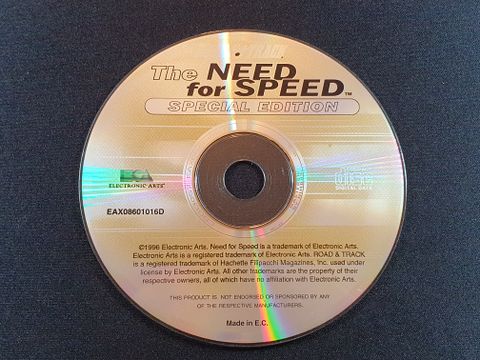 The NEED
for SPEED™
SPECIAL EDITION
EA
ELECTRONIC ARTS®
disc
DIGITAL DATA
EAX08601016D
©1996 Electronic Arts. Need for Speed is a trademark of Electronic Arts.
Electronic Arts is a registered trademark of Electronic Arts. ROAD & TRACK
is a registered trademark of Hachette Filipacchi Magazines, Inc. used under
license by Electronic Arts. All other trademarks are the property of their
respective owners, all of which have no affiliation with Electronic Arts.
THIS PRODUCT IS NOT ENDORSED OR SPONSORED BY ANY
OF THE RESPECTIVE MANUFACTURERS.
Made in E.C.